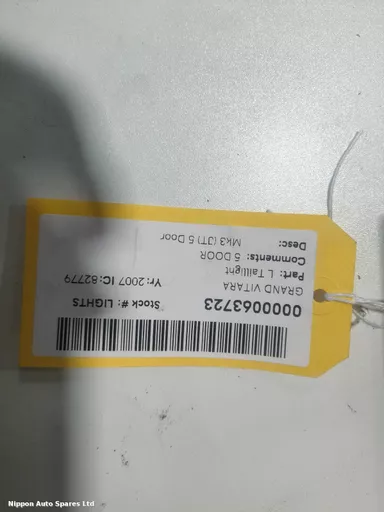 0000063723 Stock #: LIGHTS
GRAND VITARA
Part: L Taillight Yr: 2007 IC: 82779
Comments: 5 DOOR
Desc: Mk3 (JT) 5 Door
Nippon Auto Spares Ltd